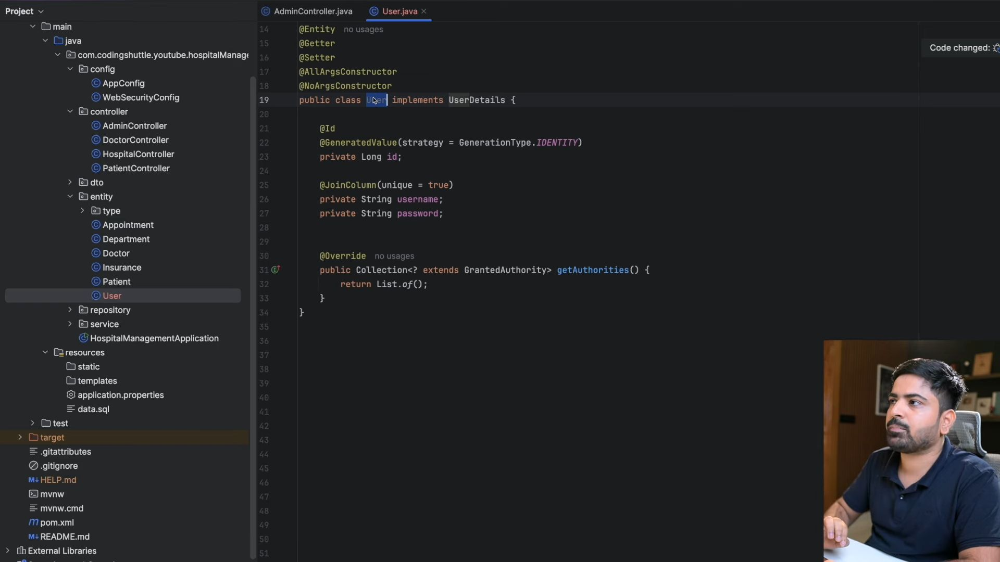 Project
main
java
com.codingshuttle.youtube.hospitalManage
config
AppConfig
WebSecurityConfig
controller
AdminController
DoctorController
HospitalController
PatientController
dto
entity
type
Appointment
Department
Doctor
Insurance
Patient
User
repository
service
HospitalManagementApplication
resources
static
templates
application.properties
data.sql
test
target
.gitattributes
.gitignore
M↓ HELP.md
mvnw
mvnw.cmd
m pom.xml
M↓ README.md
External Libraries
AdminController.java User.java
Code changed:
14 @Entity no usages
15 @Getter
16 @Setter
17 @AllArgsConstructor
18 @NoArgsConstructor
19 public class User implements UserDetails {
20
21 @Id
22 @GeneratedValue(strategy = GenerationType.IDENTITY)
23 private Long id;
24
25 @JoinColumn(unique = true)
26 private String username;
27 private String password;
28
29
30 @Override no usages
31 public Collection<? extends GrantedAuthority> getAuthorities() {
32 return List.of();
33 }
34 }
35
36
37
38
39
40
41
42
43
44
45
46
47
48
49
50
51